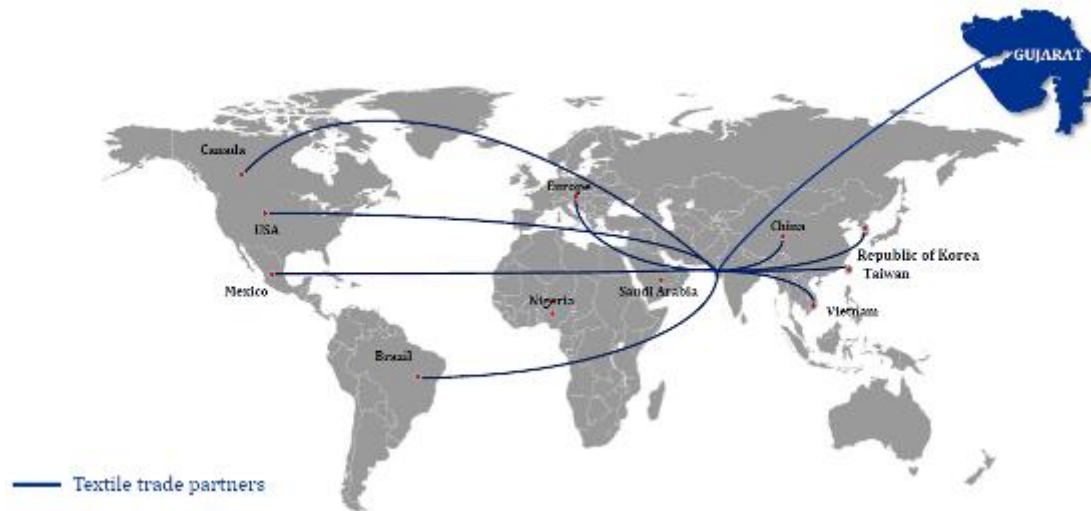 GUJARAT
Canada
Europe
USA
China
Republic of Korea
Taiwan
Mexico
Nigeria
Saudi Arabia
Vietnam
Brazil
Textile trade partners